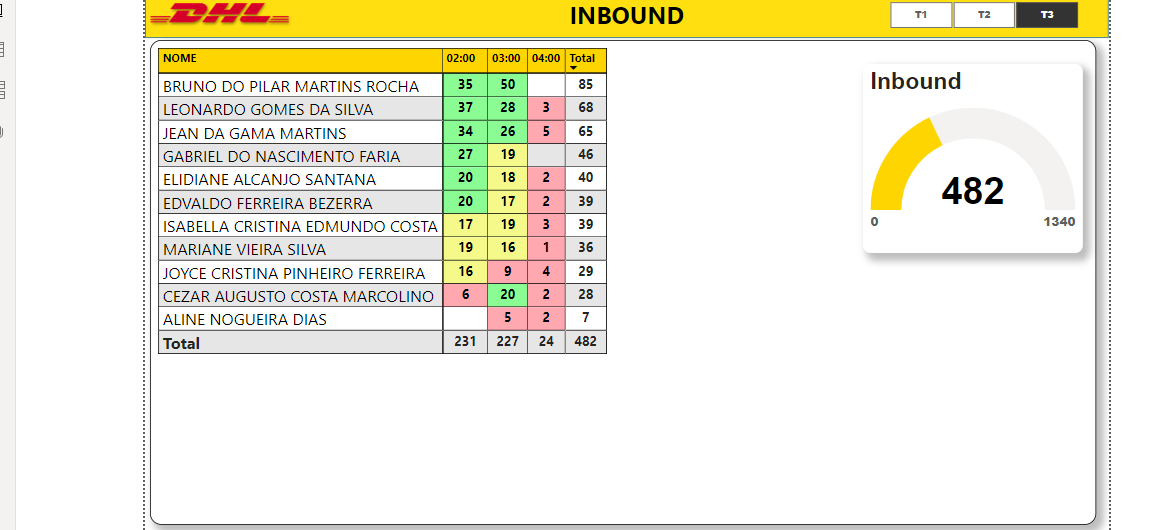 DHL
INBOUND
T1 T2 T3
NOME 02:00 03:00 04:00 Total
BRUNO DO PILAR MARTINS ROCHA 35 50 85
LEONARDO GOMES DA SILVA 37 28 3 68
JEAN DA GAMA MARTINS 34 26 5 65
GABRIEL DO NASCIMENTO FARIA 27 19 46
ELIDIANE ALCANJO SANTANA 20 18 2 40
EDVALDO FERREIRA BEZERRA 20 17 2 39
ISABELLA CRISTINA EDMUNDO COSTA 17 19 3 39
MARIANE VIEIRA SILVA 19 16 1 36
JOYCE CRISTINA PINHEIRO FERREIRA 16 9 4 29
CEZAR AUGUSTO COSTA MARCOLINO 6 20 2 28
ALINE NOGUEIRA DIAS 5 2 7
Total 231 227 24 482
Inbound
482
0 1340